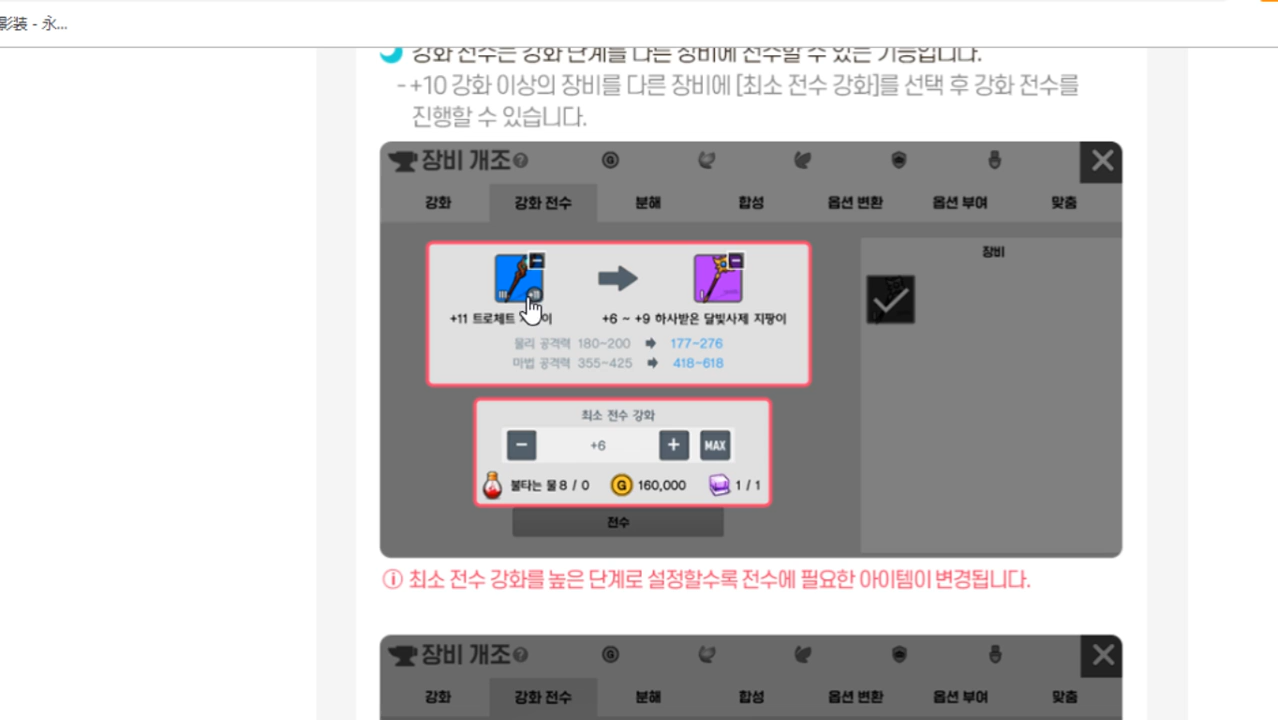 影装 - 永...
강화 전수는 강화 단계를 다른 장비에 전수할 수 있는 기능입니다.
- +10 강화 이상의 장비를 다른 장비에 [최소 전수 강화]를 선택 후 강화 전수를
진행할 수 있습니다.
장비 개조
강화 강화 전수 분해 합성 옵션 변환 옵션 부여 맞춤
장비
+11 트로체트 이
+6 ~ +9 하사받은 달빛사제 지팡이
물리 공격력 180~200 177~276
마법 공격력 355~425 418~618
최소 전수 강화
- +6 + MAX
불타는 물 8 / 0 G 160,000 1 / 1
전수
최소 전수 강화를 높은 단계로 설정할수록 전수에 필요한 아이템이 변경됩니다.
장비 개조
강화 강화 전수 분해 합성 옵션 변환 옵션 부여 맞춤